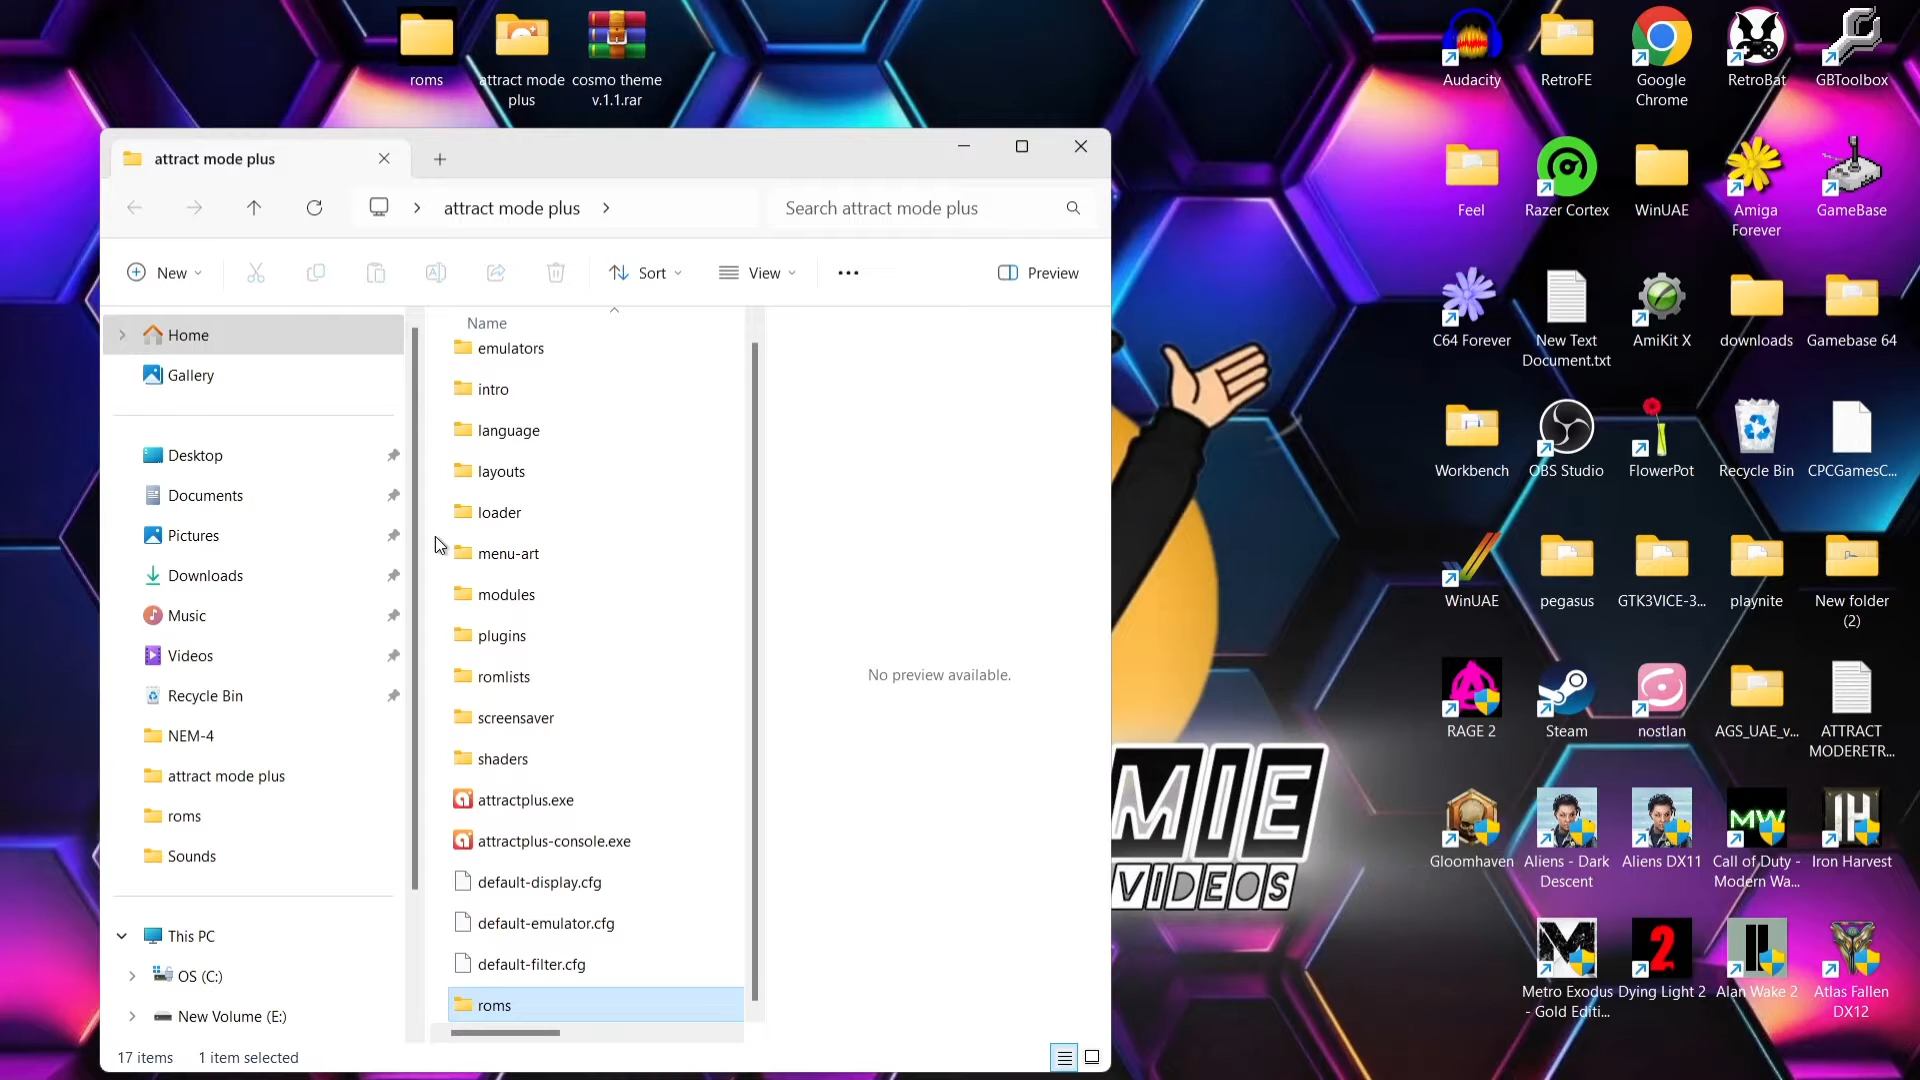 roms
attract mode
plus
cosmo theme
v.1.1.rar
Audacity
RetroFE
Google
Chrome
RetroBat
GBToolbox
attract mode plus
attract mode plus
Search attract mode plus
New
Sort
View
Preview
Feel
Razer Cortex
WinUAE
Amiga
Forever
GameBase
Home
Gallery
Desktop
Documents
Pictures
Downloads
Music
Videos
Recycle Bin
NEM-4
attract mode plus
roms
Sounds
This PC
OS (C:)
New Volume (E:)
Name
emulators
intro
language
layouts
loader
menu-art
modules
plugins
romlists
screensaver
shaders
attractplus.exe
attractplus-console.exe
default-display.cfg
default-emulator.cfg
default-filter.cfg
roms
No preview available.
17 items
1 item selected
C64 Forever
New Text
Document.txt
AmiKit X
downloads
Gamebase 64
Workbench
OBS Studio
FlowerPot
Recycle Bin
CPCGamesC...
WinUAE
pegasus
GTK3VICE-3...
playnite
New folder
(2)
RAGE 2
Steam
nostlan
AGS_UAE_v...
ATTRACT
MODERETR...
MIE
VIDEOS
MW
2
Gloomhaven
Aliens - Dark
Descent
Aliens DX11
Call of Duty -
Modern Wa...
Iron Harvest
Metro Exodus
- Gold Editi...
Dying Light 2
Alan Wake 2
Atlas Fallen
DX12